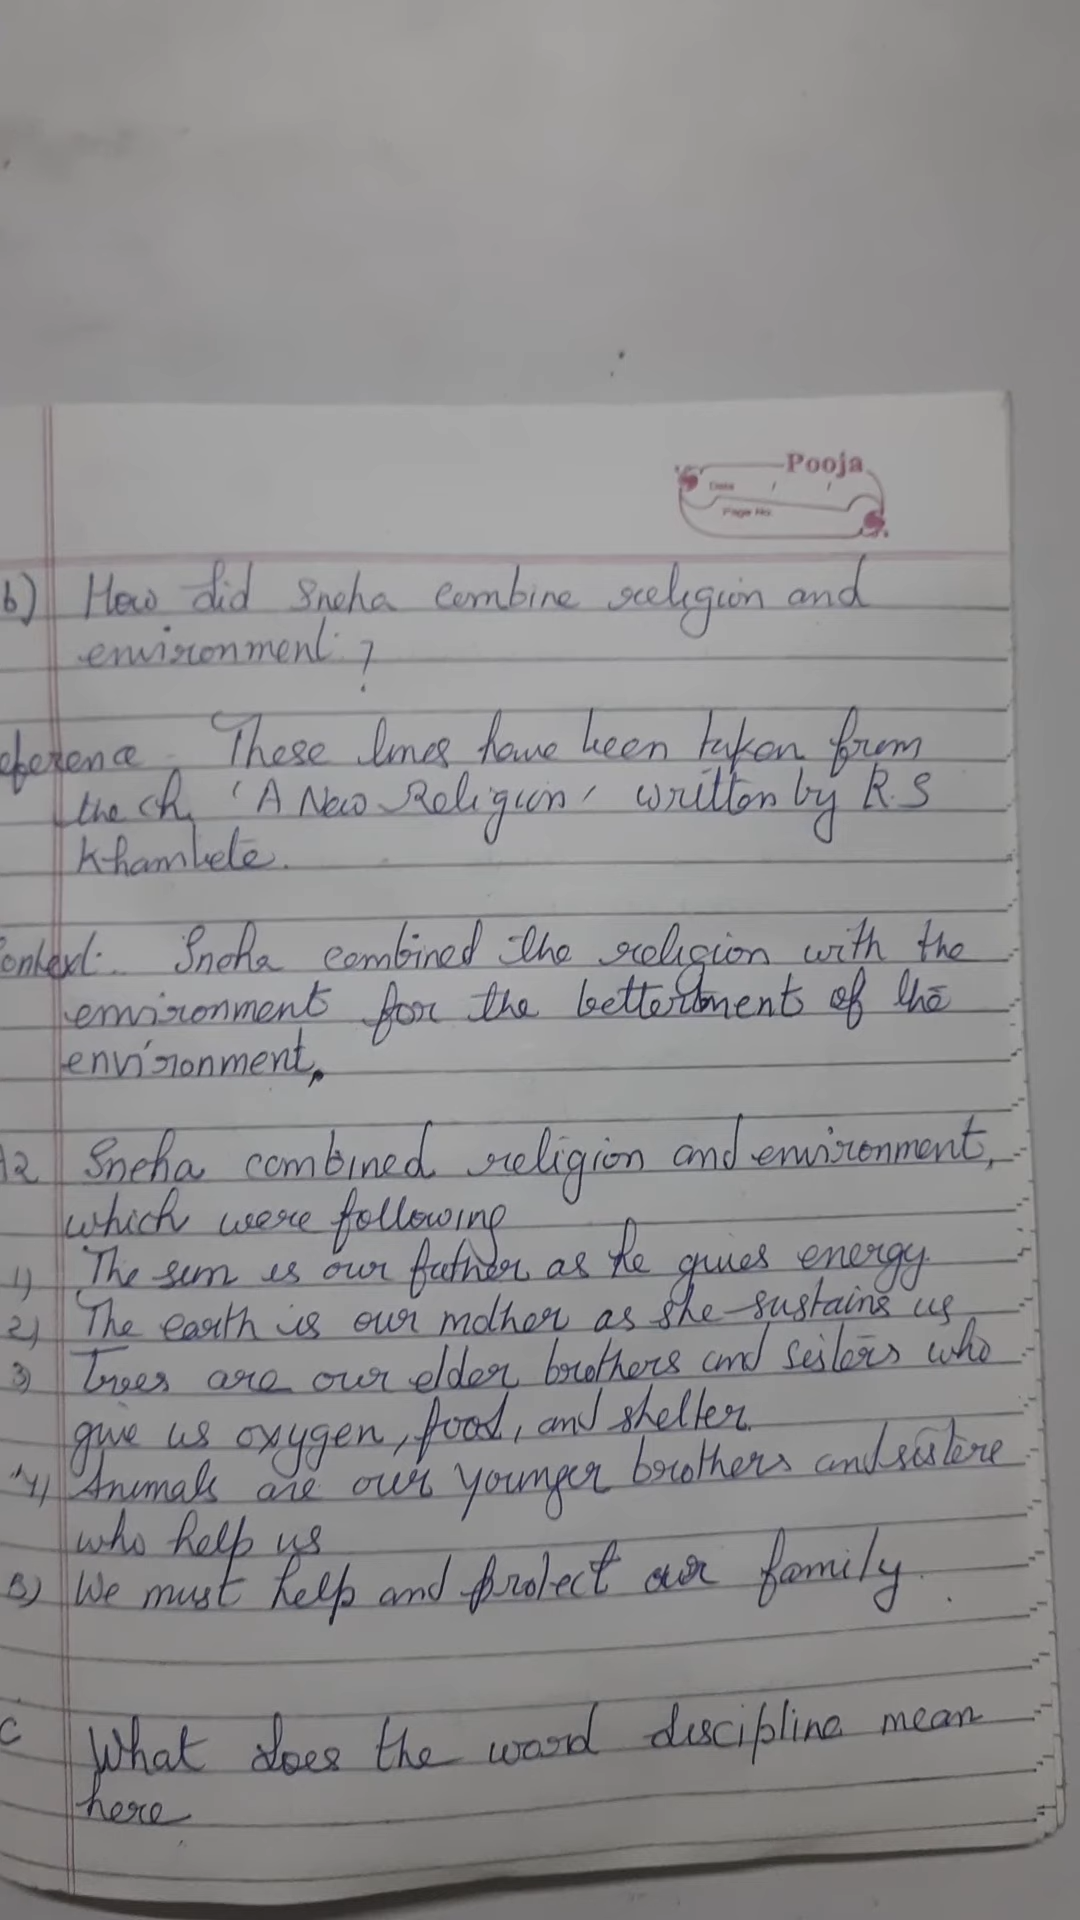 Pooja
Date / /
Page No.
b) How did Sneha combine religion and
environment ?
eference - These lines have been taken from
the ch, 'A New Religion' written by R.S
Khambete.
ontext:- Sneha combined the religion with the
environment for the betterment of the
environment.
A2 Sneha combined religion and environment,
which were following
1) The sun is our father as he gives energy.
2) The earth is our mother as she sustains us
3) Trees are our elder brothers and sisters who
give us oxygen, food, and shelter.
4) Animals are our younger brothers and sisters
who help us
5) We must help and protect our family.
C What does the word discipline mean
here